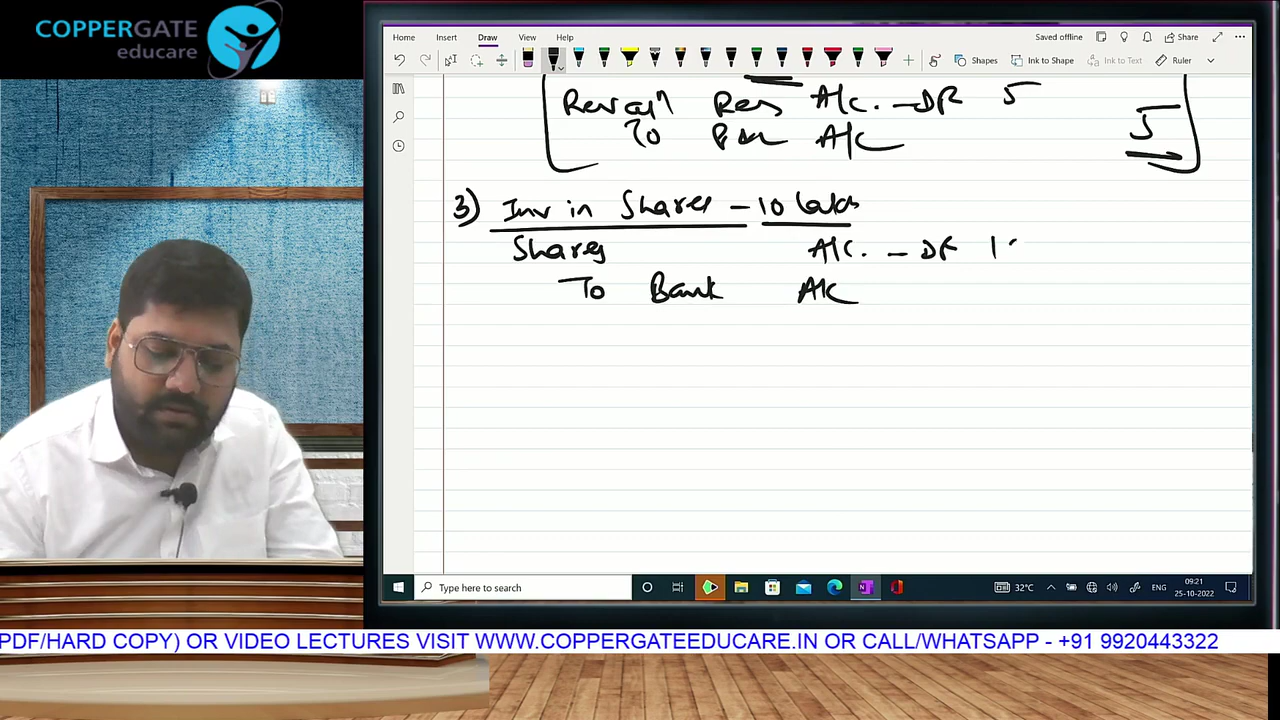 COPPERGATE
educare
Home Insert Draw View Help
Saved offline
Share
Shapes
Ink to Shape
Ink to Text
Ruler
A/c. - DR 5
To A/c
5
3) Inv in Shares - 10 Lakhs
Shares A/c. - DR 1
To Bank A/c
Type here to search
32°C
ENG
09:21
25-10-2022
PDF/HARD COPY) OR VIDEO LECTURES VISIT WWW.COPPERGATEEDUCARE.IN OR CALL/WHATSAPP - +91 9920443322